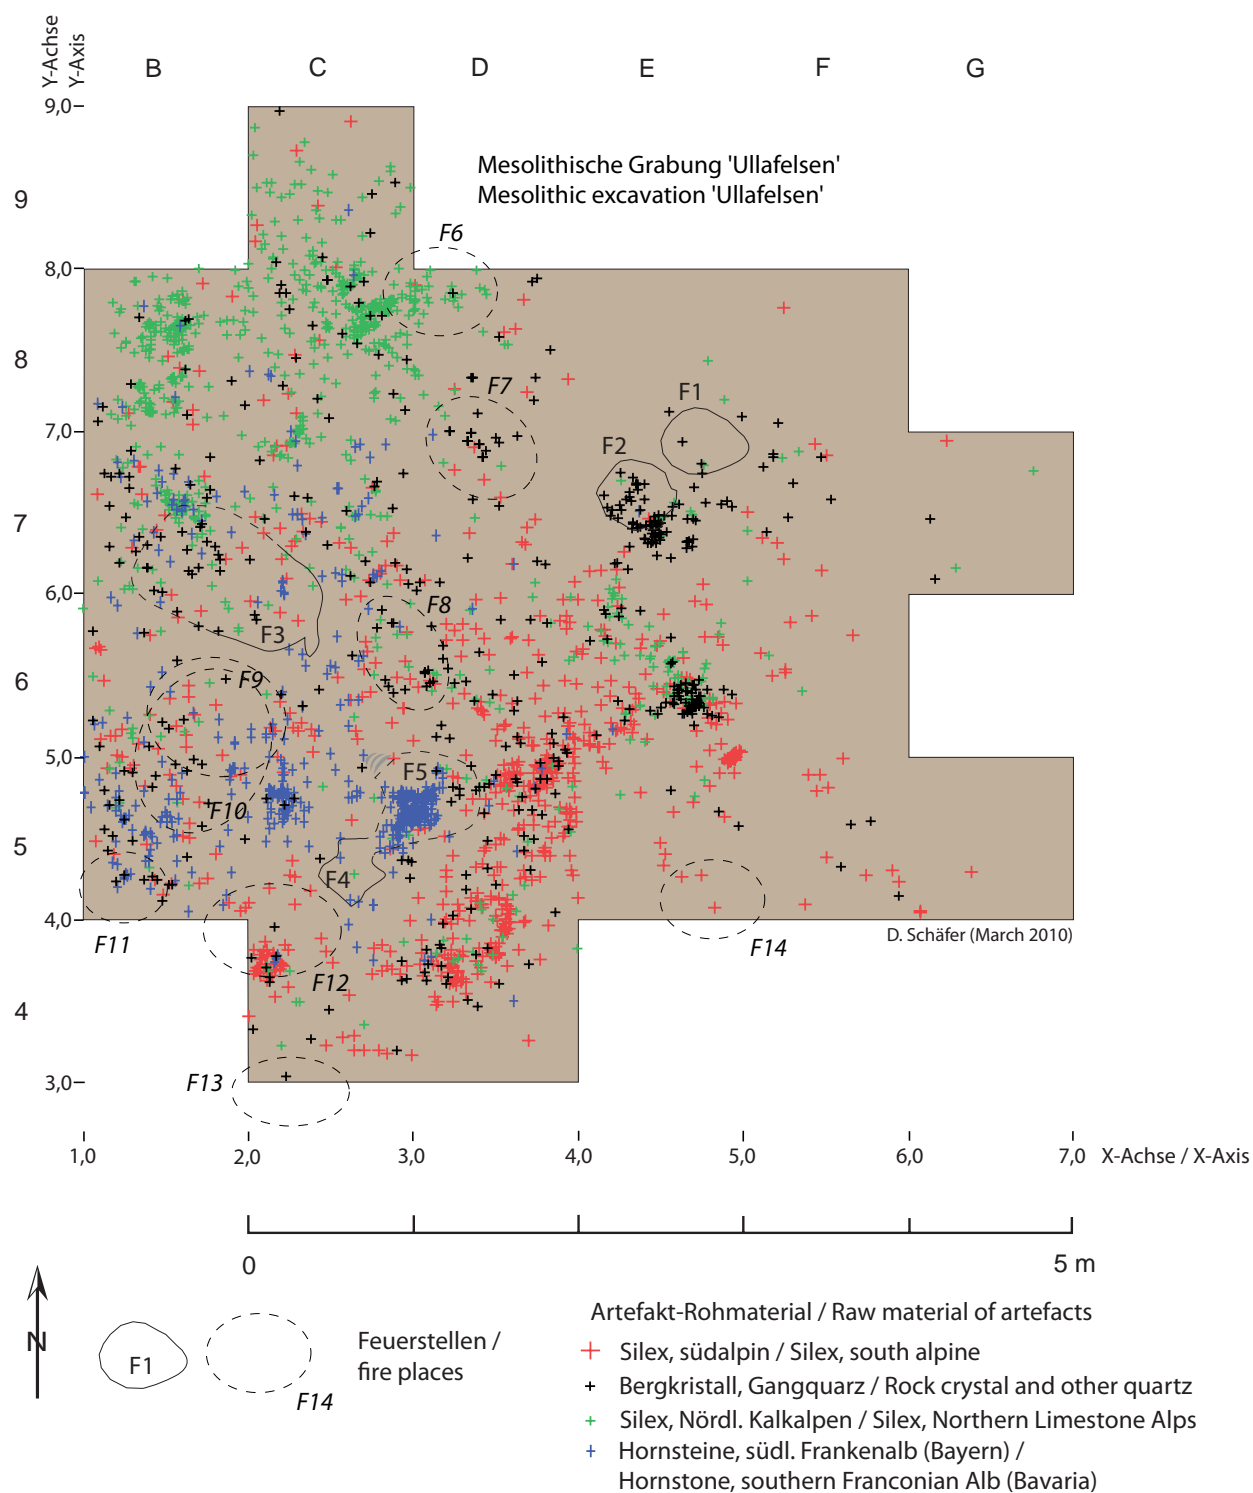 Y-Achse
Y-Axis
B C D E F G
9,0
Mesolithische Grabung 'Ullafelsen'
Mesolithic excavation 'Ullafelsen'
9
F6
8,0
8
F7
F1
7,0
F2
7
6,0
F8
F3
6
F9
5,0
F5
F10
5
F4
4,0
F11
F14
D. Schäfer (March 2010)
F12
4
F13
3,0
1,0 2,0 3,0 4,0 5,0 6,0 7,0 X-Achse / X-Axis
0 5 m
N
F1
F14
Feuerstellen /
fire places
Artefakt-Rohmaterial / Raw material of artefacts
Silex, südalpin / Silex, south alpine
Bergkristall, Gangquarz / Rock crystal and other quartz
Silex, Nördl. Kalkalpen / Silex, Northern Limestone Alps
Hornsteine, südl. Frankenalb (Bayern) /
Hornstone, southern Franconian Alb (Bavaria)